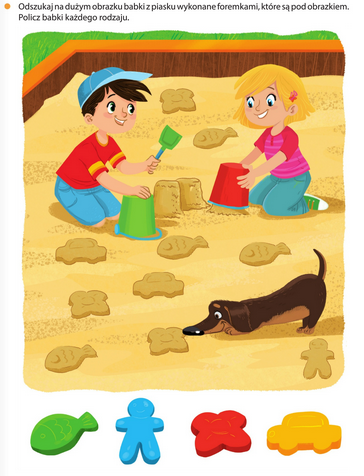 Odszukaj na dużym obrazku babki z piasku wykonane foremkami, które są pod obrazkiem.
Policz babki każdego rodzaju.